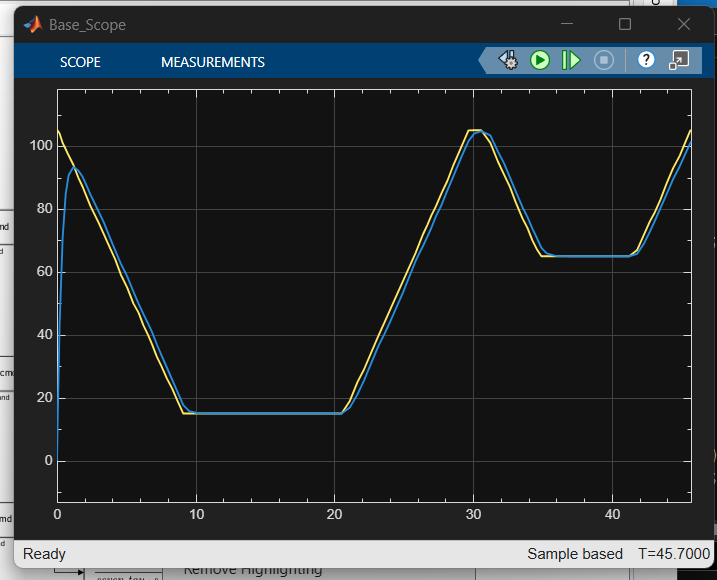 Base_Scope
SCOPE MEASUREMENTS
?
100
80
60
40
20
0
0 10 20 30 40
Ready Sample based T=45.7000
Remove Highlighting